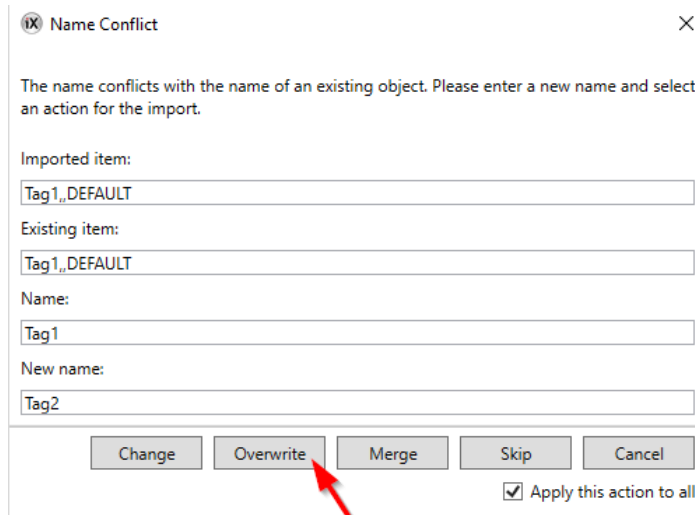 iX Name Conflict
The name conflicts with the name of an existing object. Please enter a new name and select
an action for the import.
Imported item:
Tag1,,DEFAULT
Existing item:
Tag1,,DEFAULT
Name:
Tag1
New name:
Tag2
Change Overwrite Merge Skip Cancel
Apply this action to all